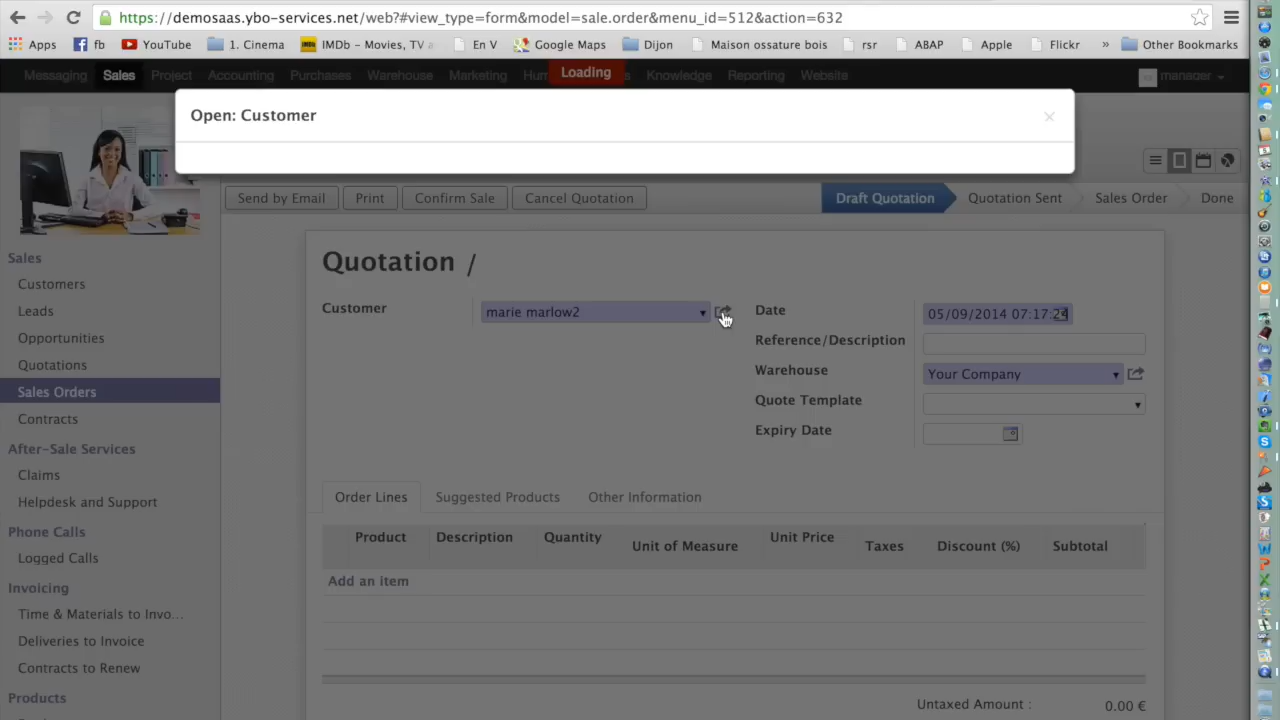 https://demosaas.ybo-services.net/web?#view_type=form&model=sale.order&menu_id=512&action=632
Apps fb YouTube 1. Cinema IMDb - Movies, TV a En V Google Maps Dijon Maison ossature bois rsr ABAP Apple Flickr » Other Bookmarks
Messaging Sales Project Accounting Purchases Warehouse Marketing Loading Knowledge Reporting Website manager
Open: Customer ×
Send by Email Print Confirm Sale Cancel Quotation Draft Quotation Quotation Sent Sales Order Done
Quotation /
Customer marie marlow2
Date 05/09/2014 07:17:24
Reference/Description
Warehouse Your Company
Quote Template
Expiry Date
Order Lines Suggested Products Other Information
Product Description Quantity Unit of Measure Unit Price Taxes Discount (%) Subtotal
Add an item
Untaxed Amount : 0.00 €
Sales
Customers
Leads
Opportunities
Quotations
Sales Orders
Contracts
After-Sale Services
Claims
Helpdesk and Support
Phone Calls
Logged Calls
Invoicing
Time & Materials to Invo...
Deliveries to Invoice
Contracts to Renew
Products